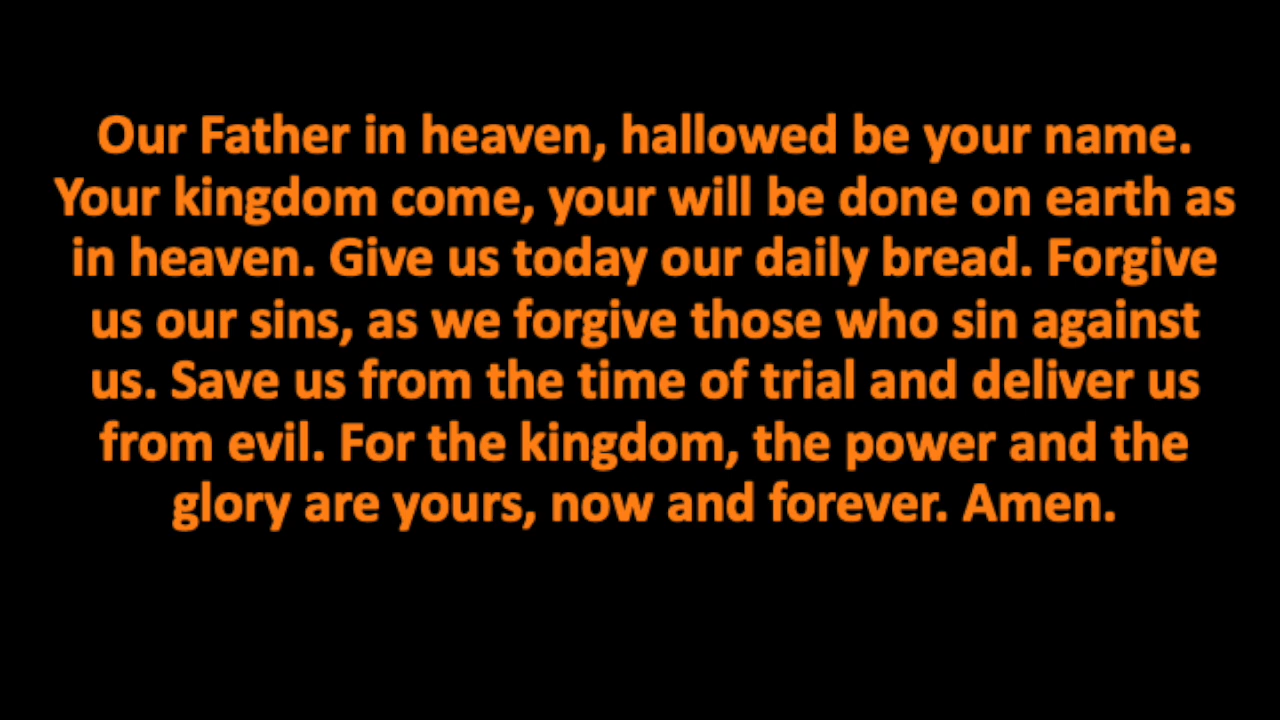 Our Father in heaven, hallowed be your name.
Your kingdom come, your will be done on earth as
in heaven. Give us today our daily bread. Forgive
us our sins, as we forgive those who sin against
us. Save us from the time of trial and deliver us
from evil. For the kingdom, the power and the
glory are yours, now and forever. Amen.